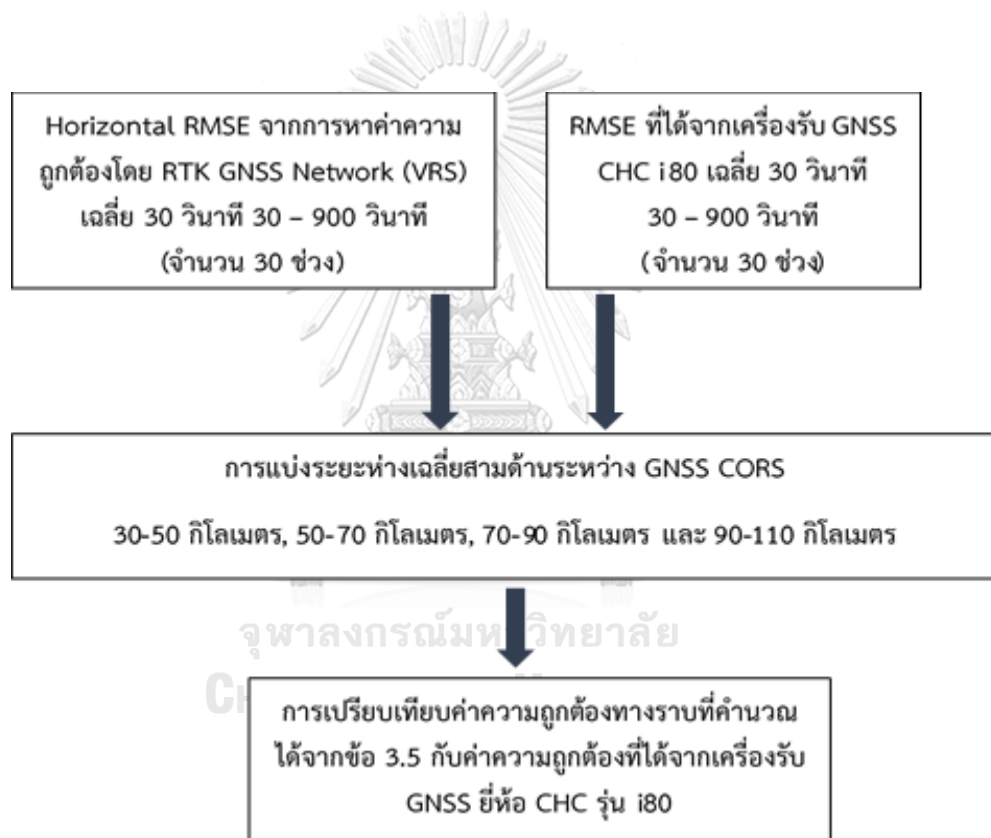 Horizontal RMSE จากการหาค่าความ
ถูกต้องโดย RTK GNSS Network (VRS)
เฉลี่ย 30 วินาที 30 – 900 วินาที
(จำนวน 30 ช่วง)
RMSE ที่ได้จากเครื่องรับ GNSS
CHC i80 เฉลี่ย 30 วินาที
30 – 900 วินาที
(จำนวน 30 ช่วง)
การแบ่งระยะห่างเฉลี่ยสามด้านระหว่าง GNSS CORS
30-50 กิโลเมตร, 50-70 กิโลเมตร, 70-90 กิโลเมตร และ 90-110 กิโลเมตร
จุฬาลงกรณ์มหาวิทยาลัย
การเปรียบเทียบค่าความถูกต้องทางราบที่คำนวณ
ได้จากข้อ 3.5 กับค่าความถูกต้องที่ได้จากเครื่องรับ
GNSS ยี่ห้อ CHC รุ่น i80